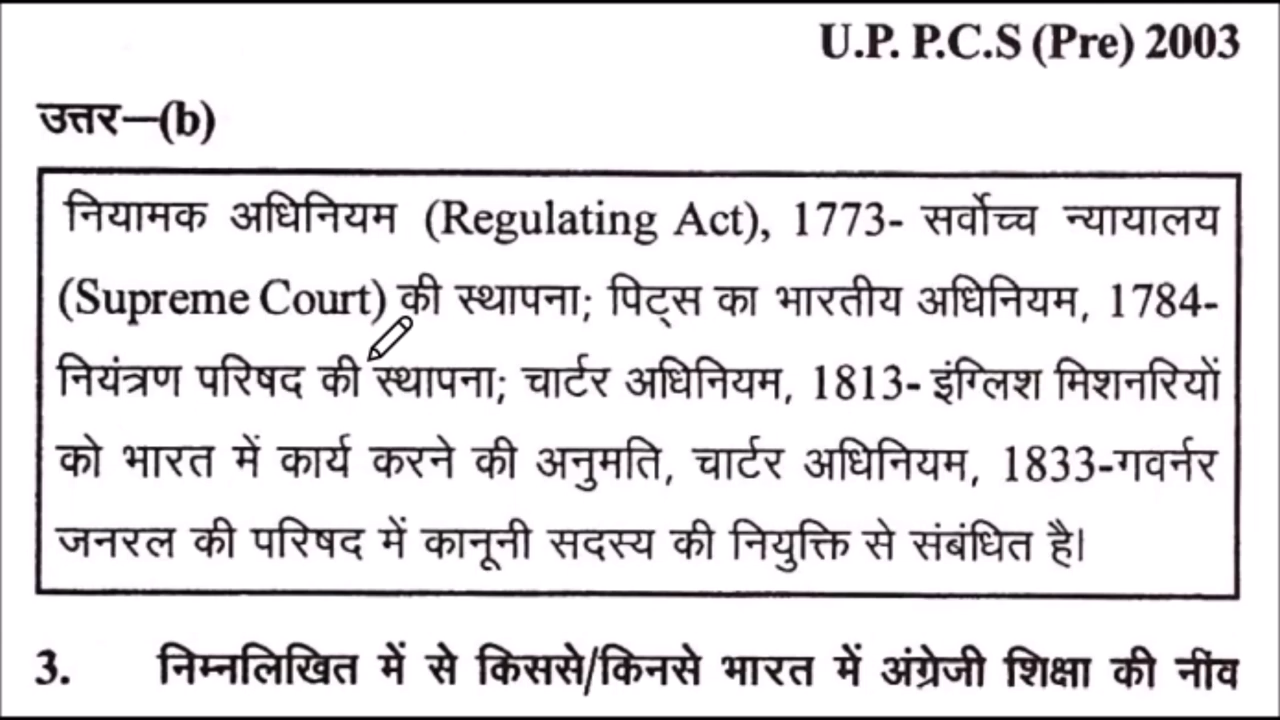 U.P. P.C.S (Pre) 2003
उत्तर—(b)
नियामक अधिनियम (Regulating Act), 1773- सर्वोच्च न्यायालय
(Supreme Court) की स्थापना; पिट्स का भारतीय अधिनियम, 1784-
नियंत्रण परिषद की स्थापना; चार्टर अधिनियम, 1813- इंग्लिश मिशनरियों
को भारत में कार्य करने की अनुमति, चार्टर अधिनियम, 1833-गवर्नर
जनरल की परिषद में कानूनी सदस्य की नियुक्ति से संबंधित है।
3. निम्नलिखित में से किससे/किनसे भारत में अंग्रेजी शिक्षा की नींव